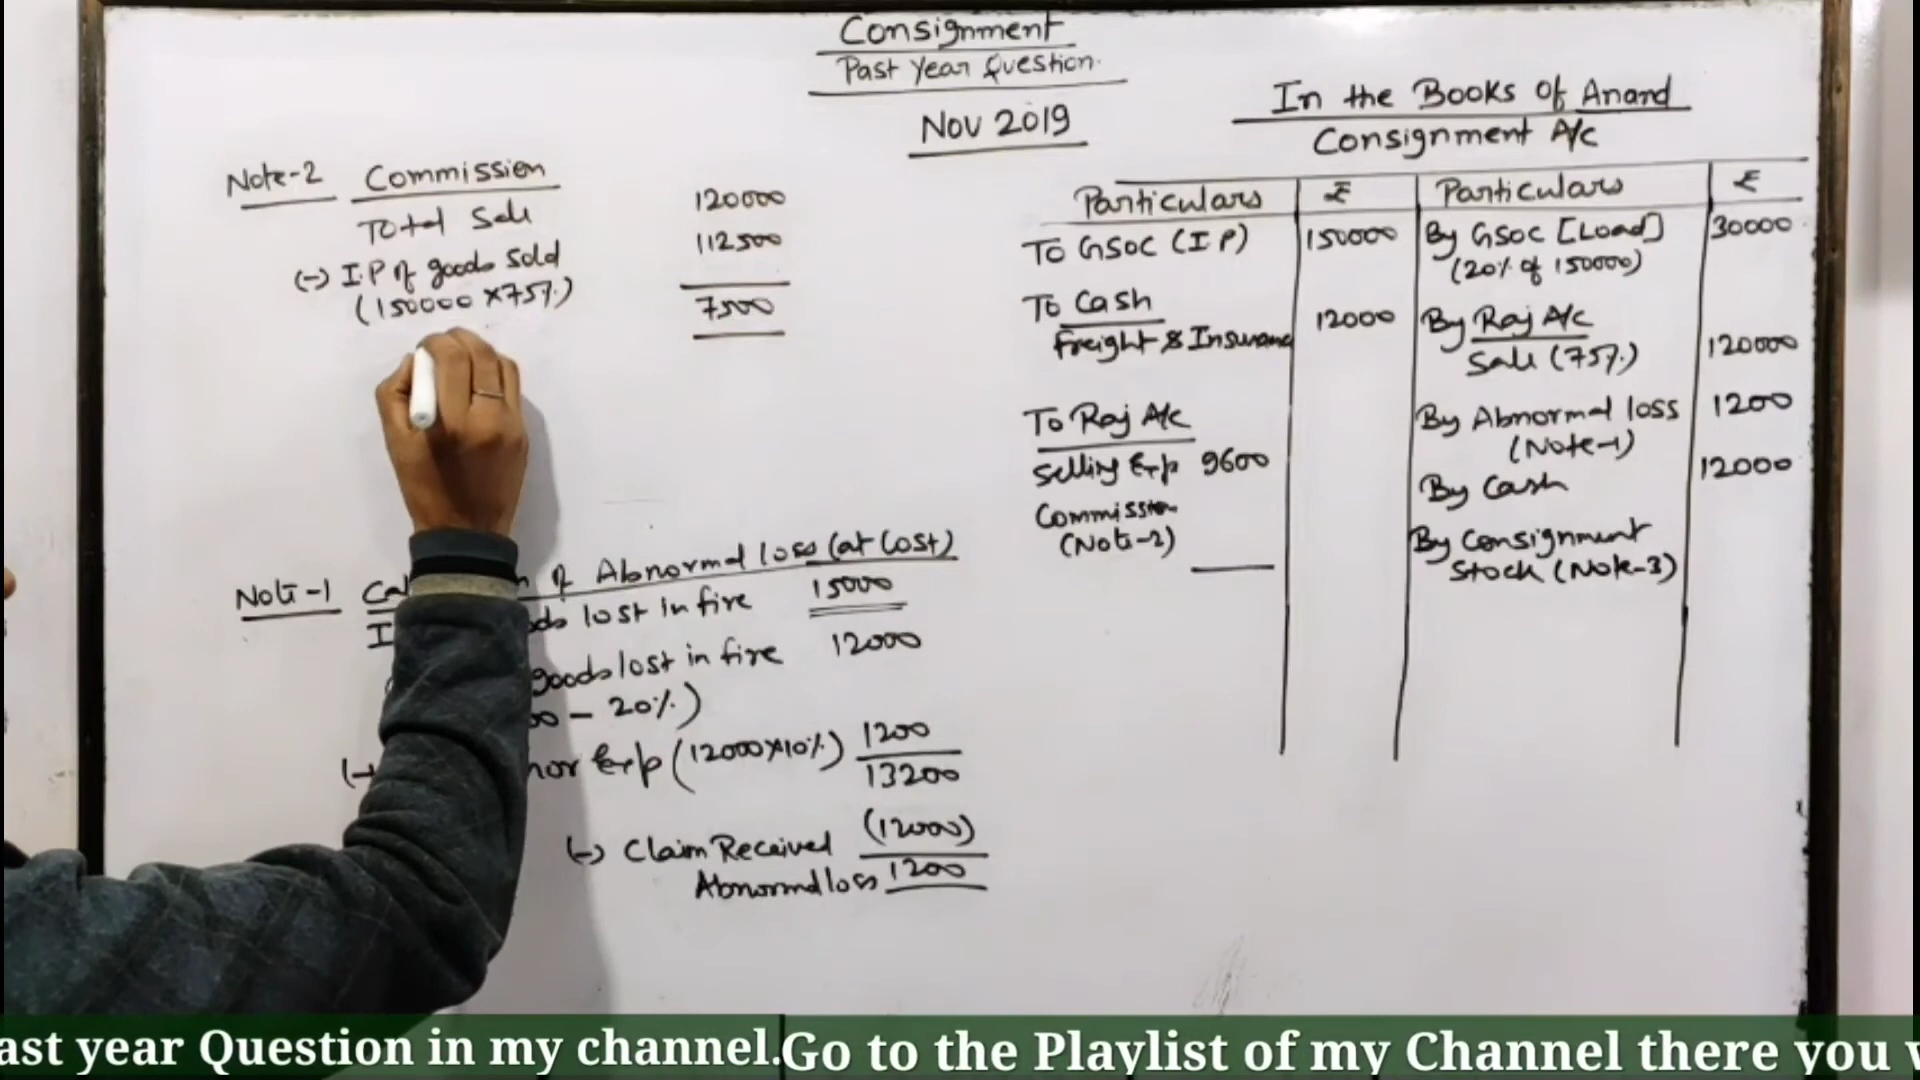 Consignment
Past Year Question.
Nov 2019
Note-2 Commission
Total Sale 120000
(-) I.P of goods sold 112500
(150000 x 75%)
7500
Note-1 of Abnormal loss (at Cost)
lost in fire 15000
goods lost in fire 12000
- 20%)
Exp (12000x10%) 1200
13200
(-) Claim Received (12000)
Abnormal loss 1200
In the Books of Anand
Consignment A/c
Particulars ₹ Particulars ₹
To GSOC (I P) 150000 By GSOC [Load] 30000
(20% of 150000)
To Cash
Freight & Insurance 12000 By Raj A/c
Sale (75%) 120000
To Raj A/c By Abnormal loss 1200
(Note-1)
Selling Exp 9600 By Cash 12000
Commission
(Note-2) By Consignment
Stock (Note-3)
ast year Question in my channel. Go to the Playlist of my Channel there you